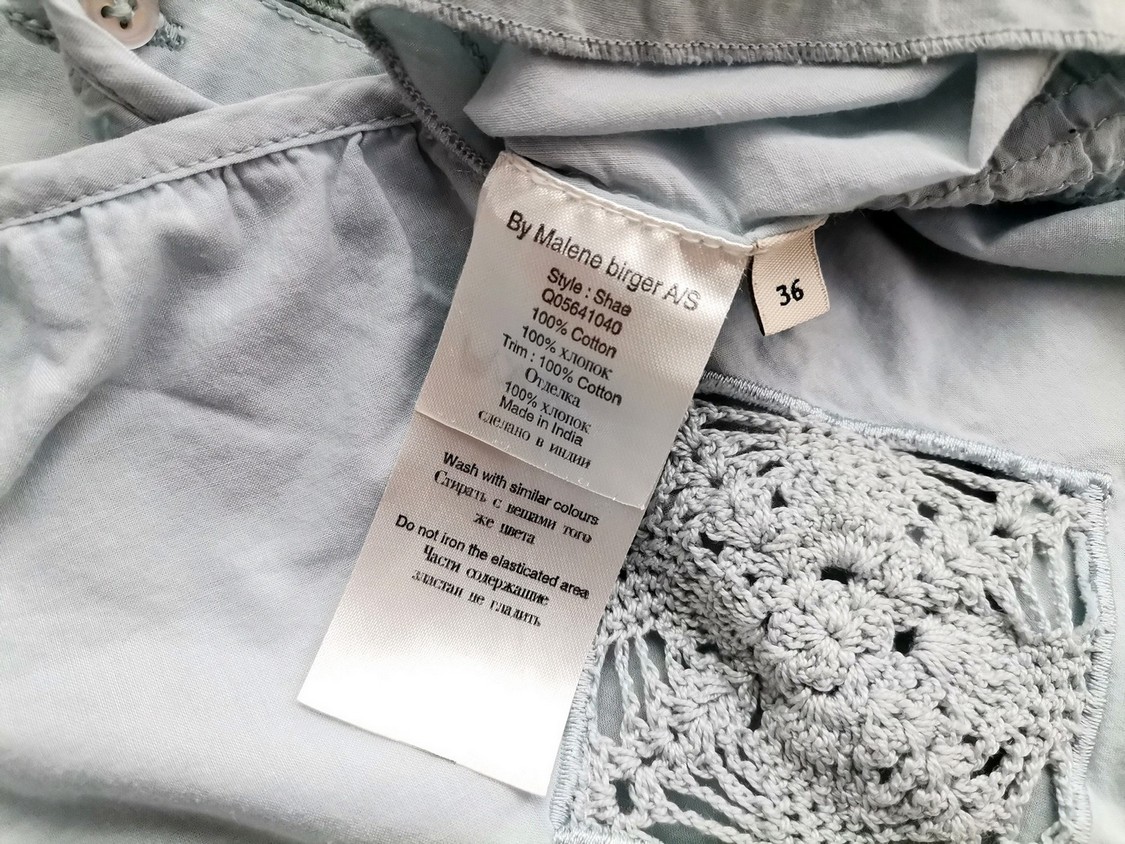 By Malene birger A/S
Style : Shae
Q05641040
100% Cotton
100% хлопок
Trim : 100% Cotton
Отделка
100% хлопок
Made in India
сделано в индии
Wash with similar colours
Стирать с вещами того
же цвета
Do not iron the elasticated area
Части содержащие
эластан не гладить
36